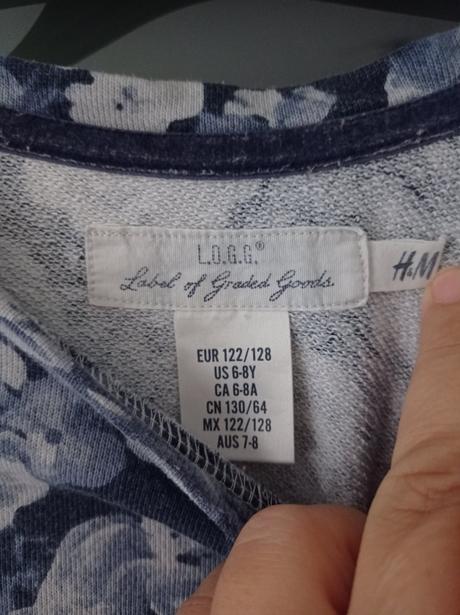 L.O.G.G.®
Label of Graded Goods
H&M
EUR 122/128
US 6-8Y
CA 6-8A
CN 130/64
MX 122/128
AUS 7-8